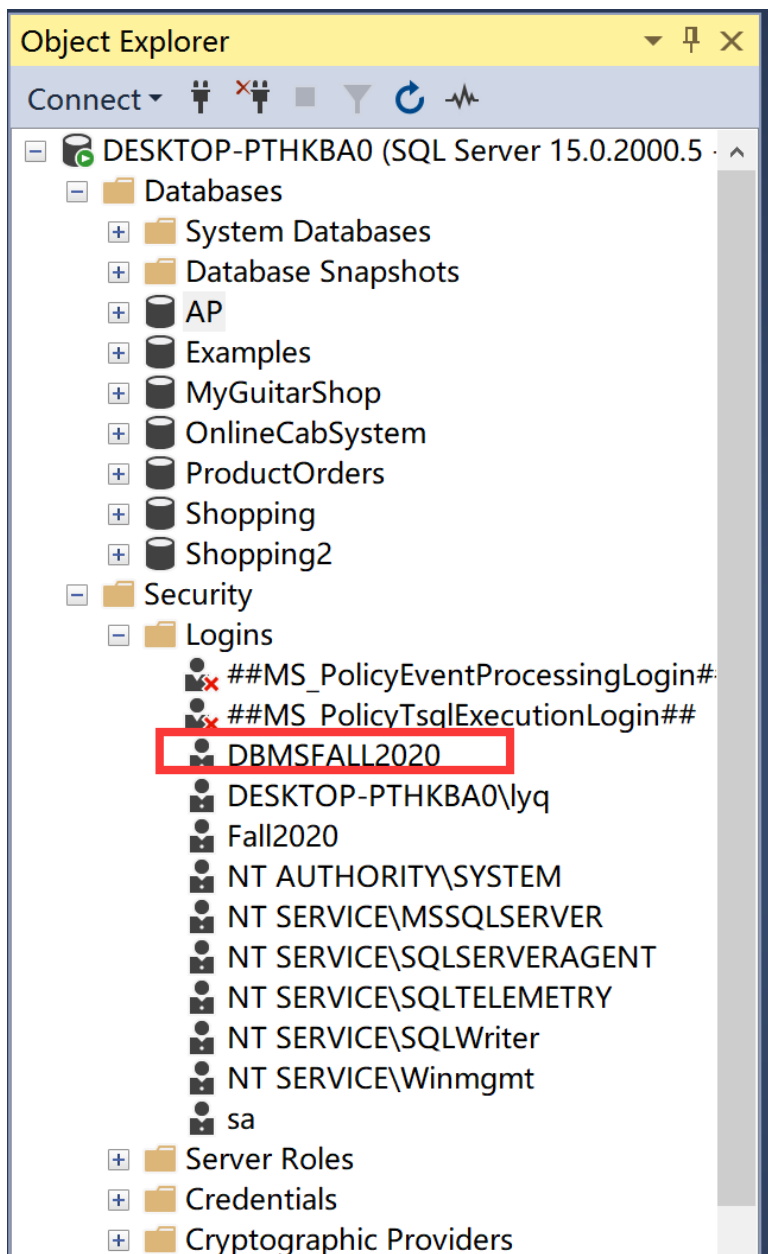 Object Explorer
Connect
DESKTOP-PTHKBA0 (SQL Server 15.0.2000.5 -
Databases
System Databases
Database Snapshots
AP
Examples
MyGuitarShop
OnlineCabSystem
ProductOrders
Shopping
Shopping2
Security
Logins
##MS_PolicyEventProcessingLogin#
##MS_PolicyTsqlExecutionLogin##
DBMSFALL2020
DESKTOP-PTHKBA0\lyq
Fall2020
NT AUTHORITY\SYSTEM
NT SERVICE\MSSQLSERVER
NT SERVICE\SQLSERVERAGENT
NT SERVICE\SQLTELEMETRY
NT SERVICE\SQLWriter
NT SERVICE\Winmgmt
sa
Server Roles
Credentials
Cryptographic Providers